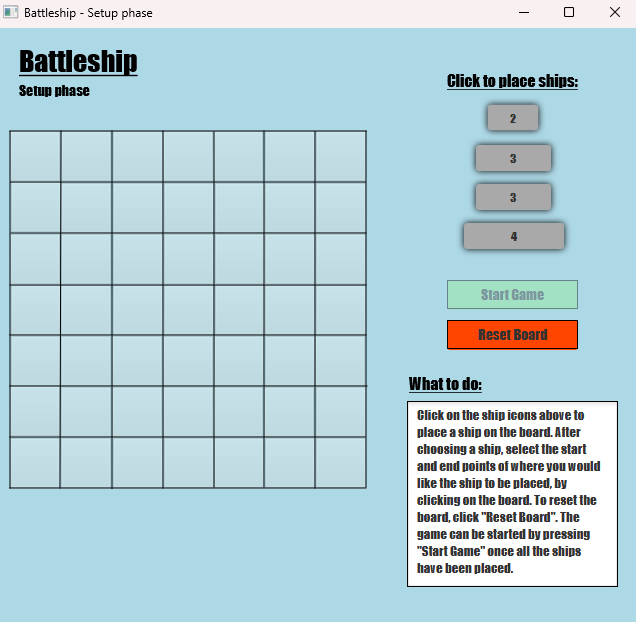 Battleship - Setup phase
Battleship
Setup phase
Click to place ships:
2
3
3
4
Start Game
Reset Board
What to do:
Click on the ship icons above to
place a ship on the board. After
choosing a ship, select the start
and end points of where you would
like the ship to be placed, by
clicking on the board. To reset the
board, click "Reset Board". The
game can be started by pressing
"Start Game" once all the ships
have been placed.